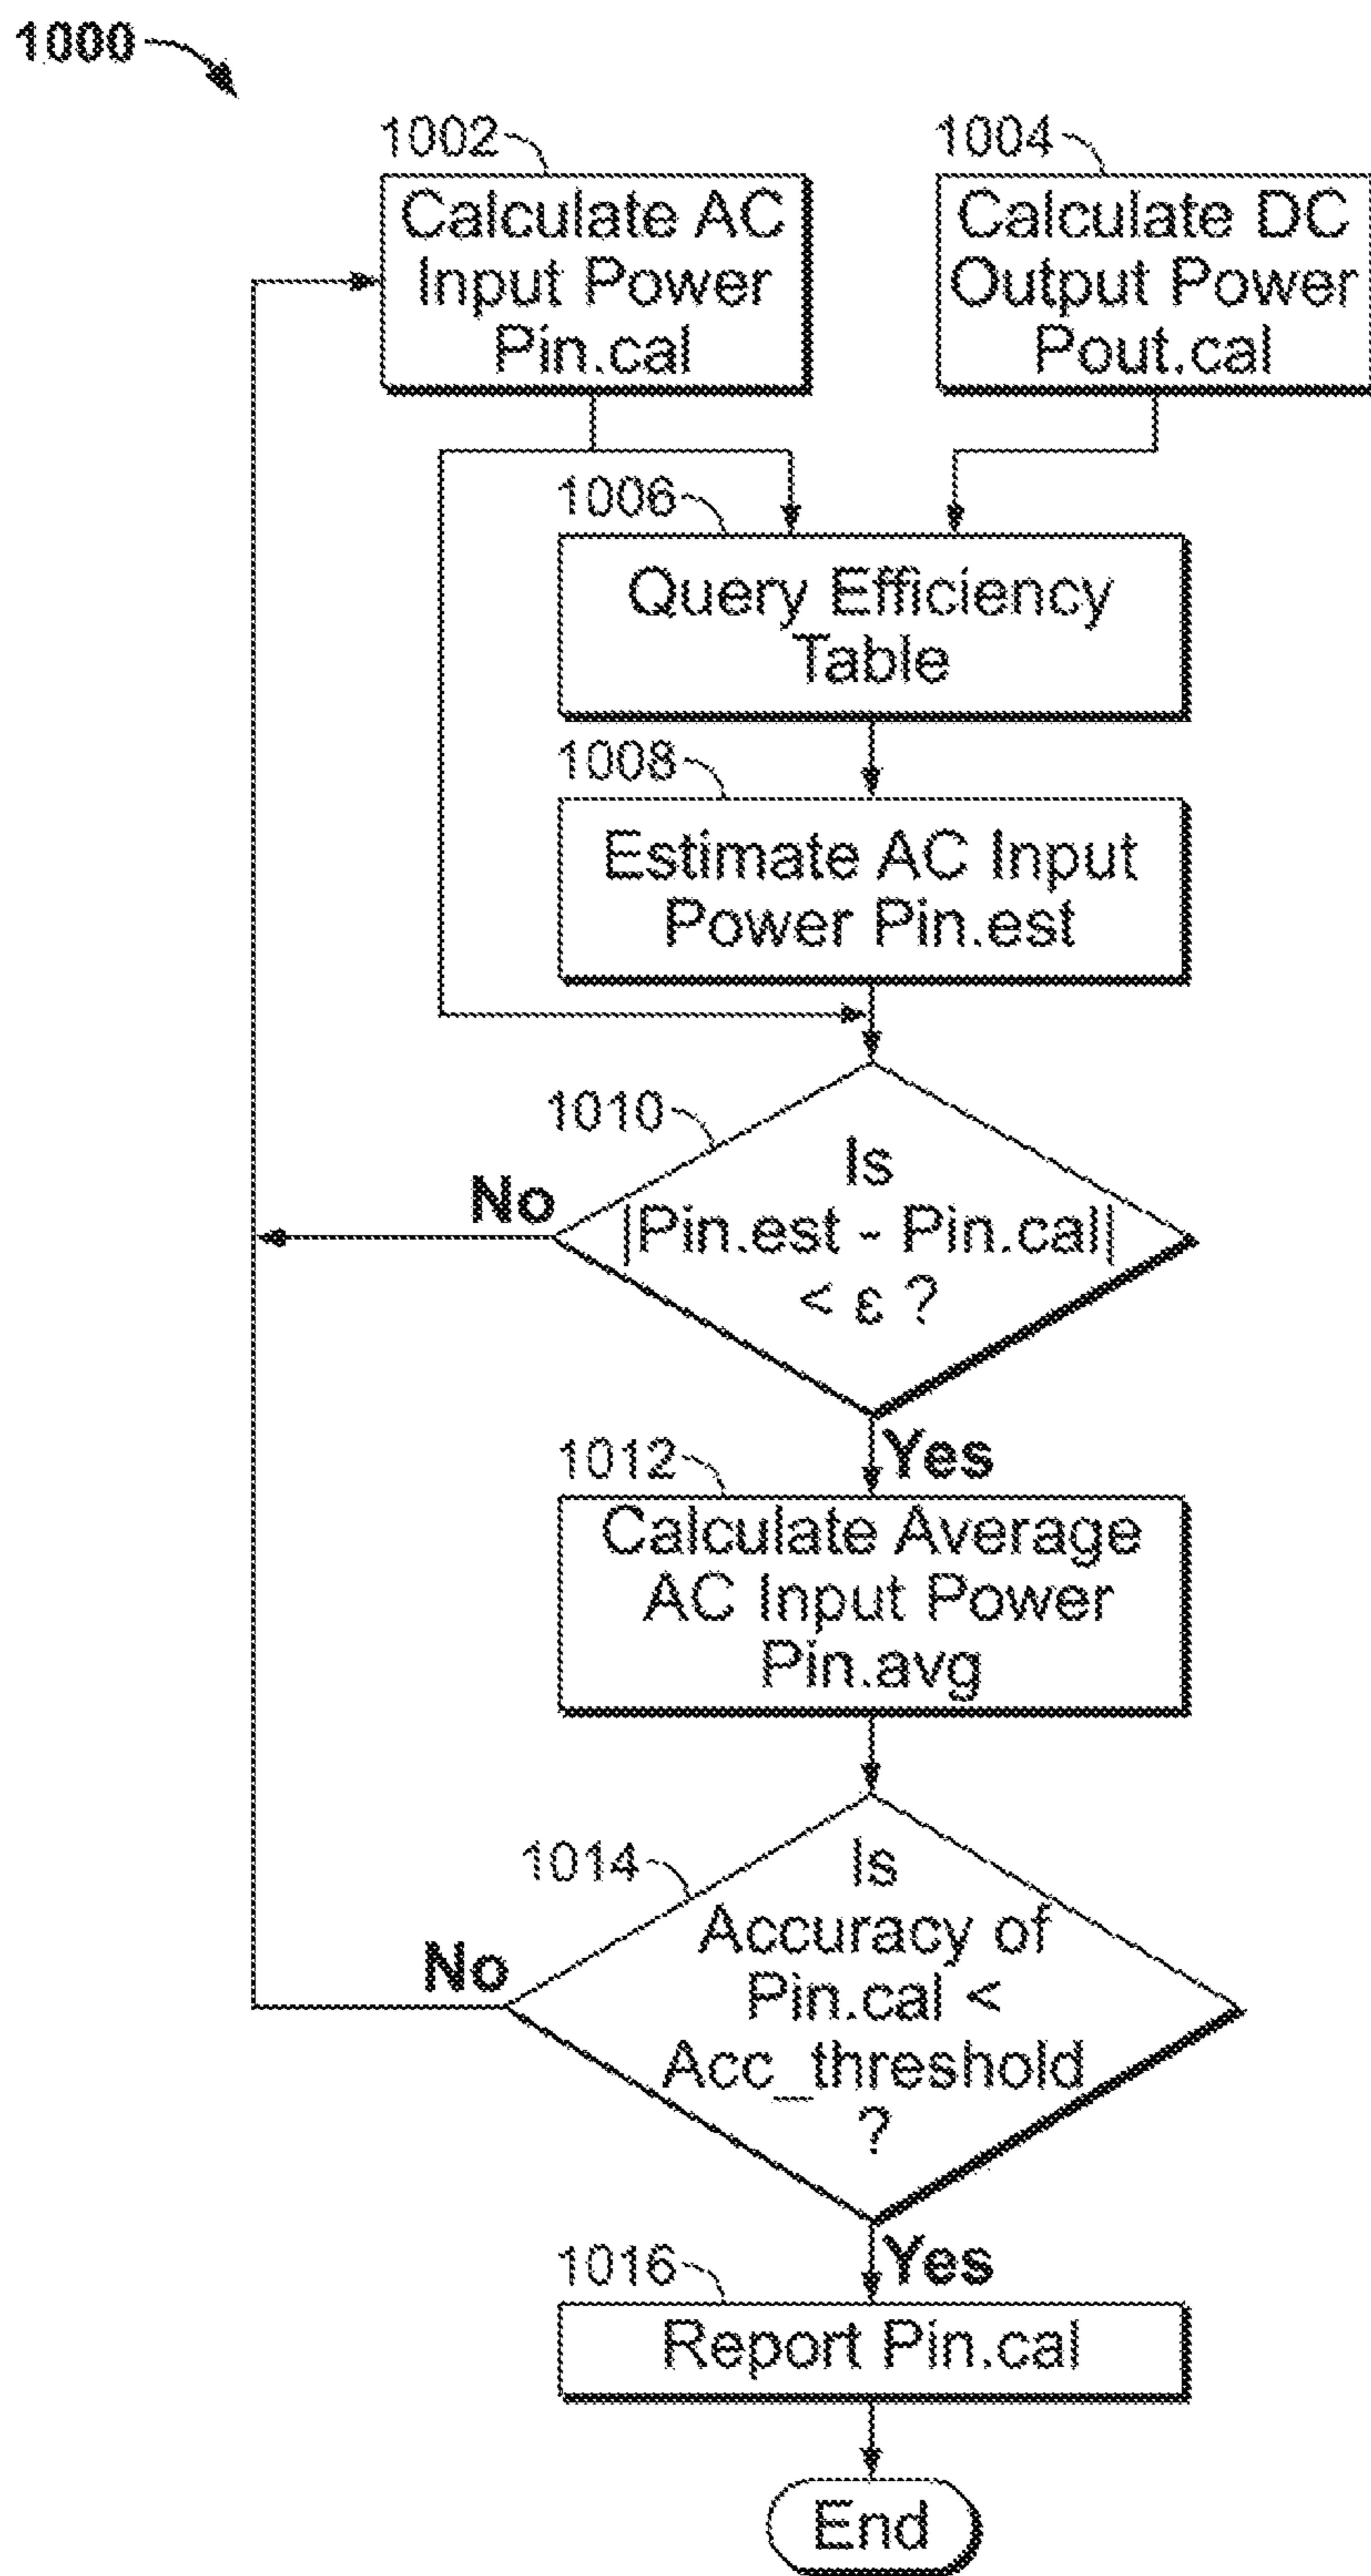 1000
1002
Calculate AC
Input Power
Pin.cal
1004
Calculate DC
Output Power
Pout.cal
1006
Query Efficiency
Table
1008
Estimate AC Input
Power Pin.est
1010
Is
|Pin.est - Pin.cal|
< ε ?
No
Yes
1012
Calculate Average
AC Input Power
Pin.avg
1014
Is
Accuracy of
Pin.cal <
Acc_threshold
?
No
Yes
1016
Report Pin.cal
End